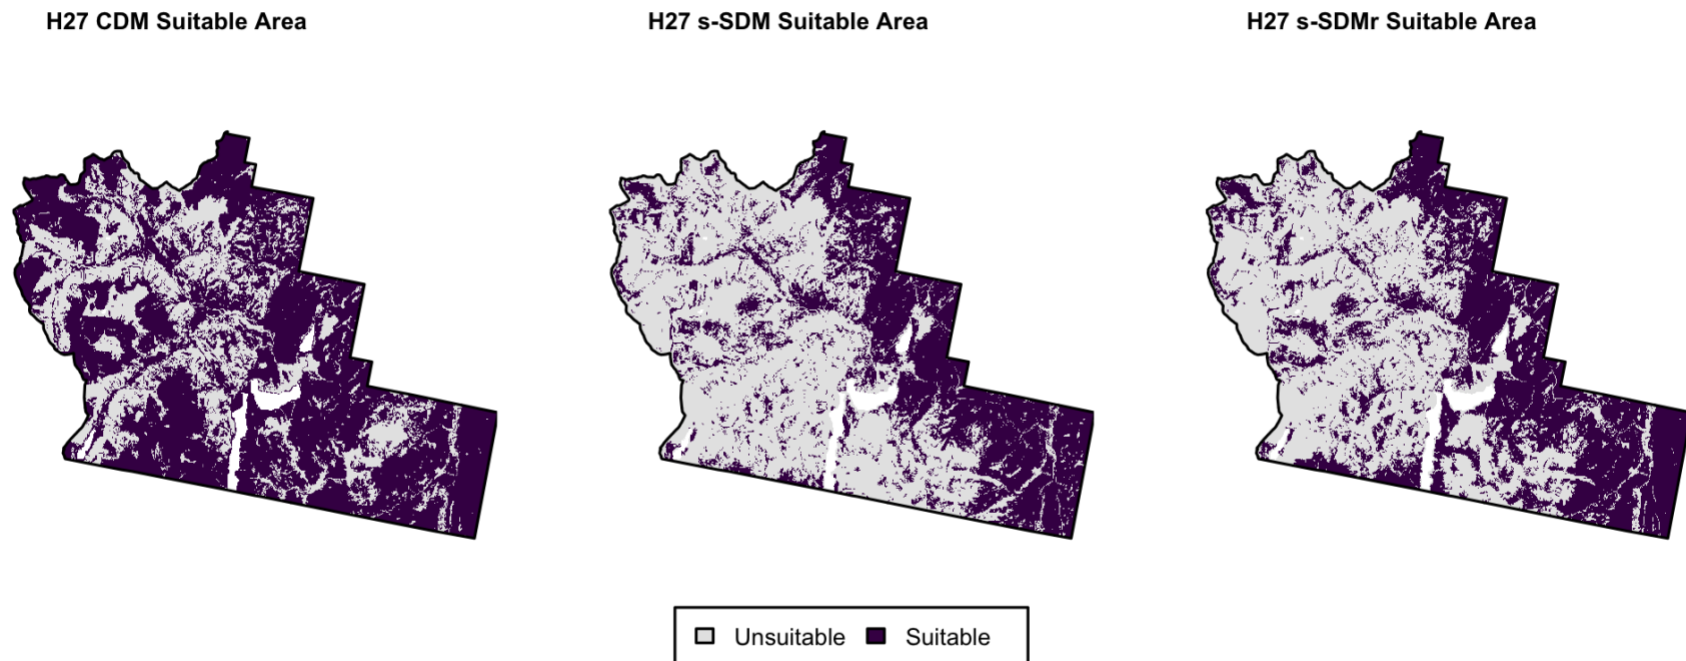 H27 CDM Suitable Area
H27 s-SDM Suitable Area
H27 s-SDMr Suitable Area
Unsuitable
Suitable